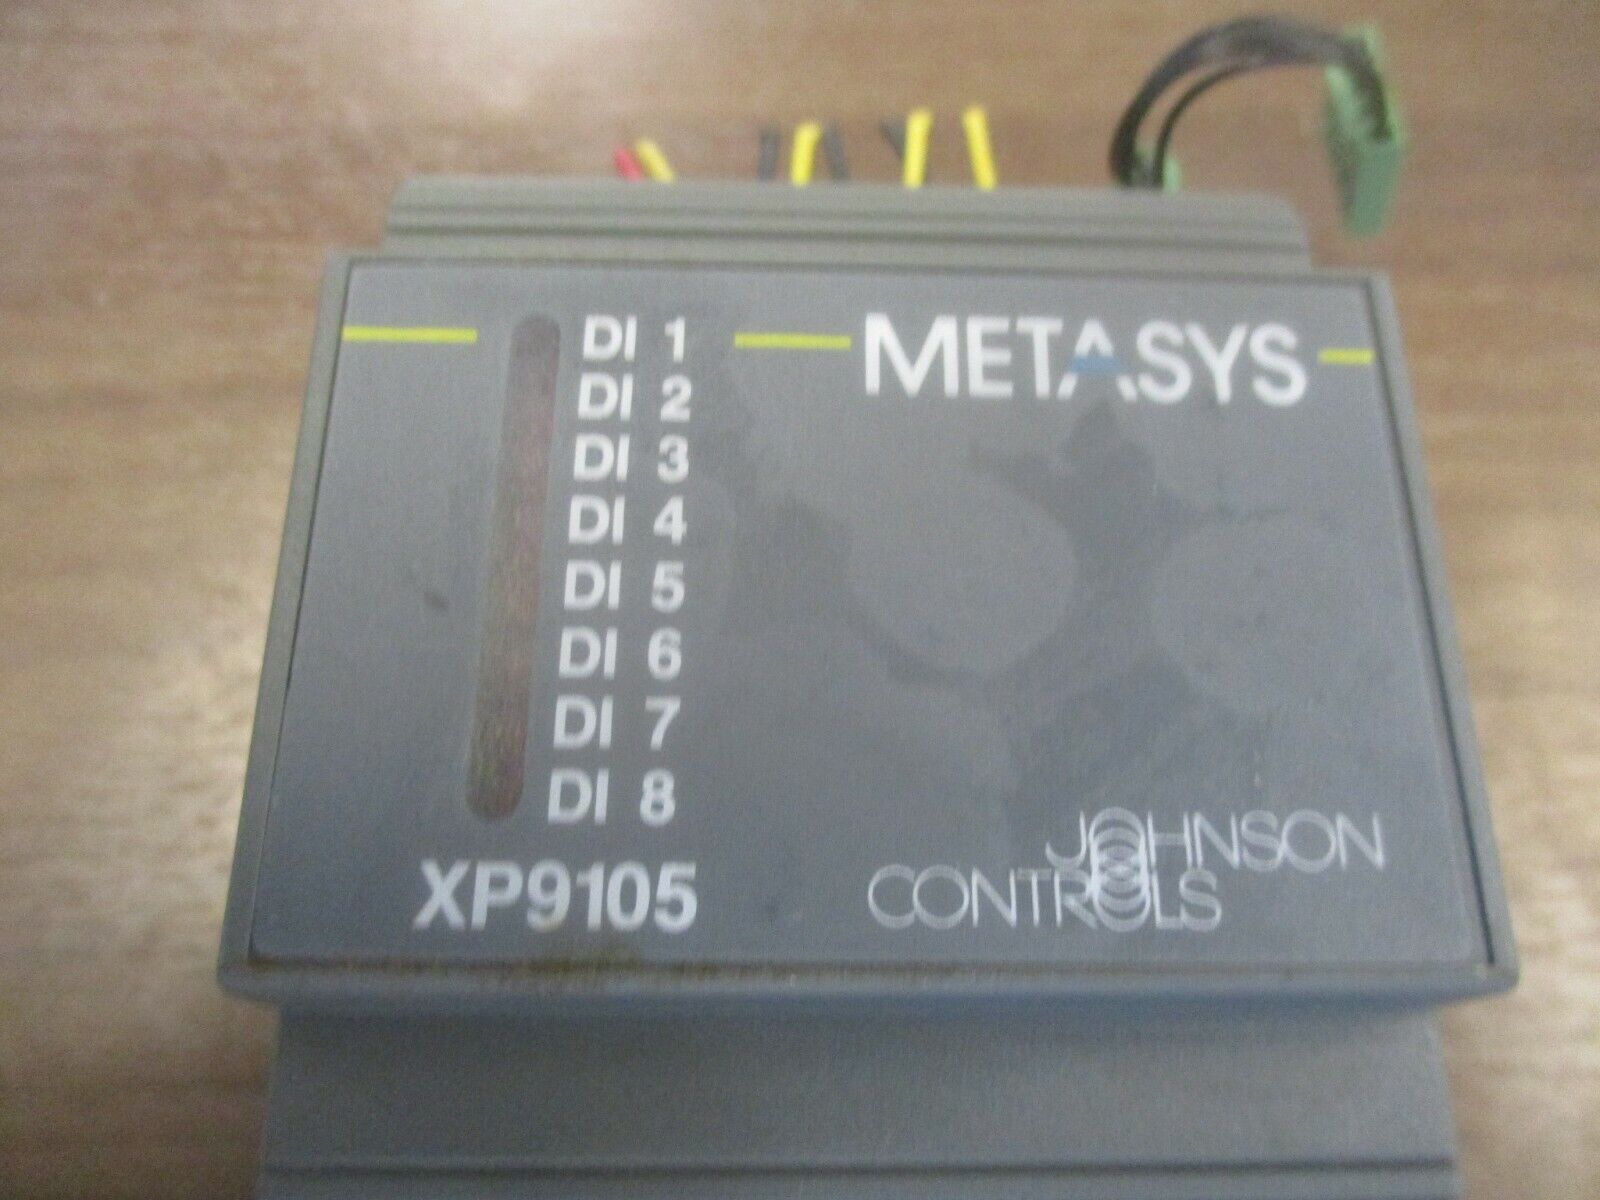 DI 1
METASYS
DI 2
DI 3
DI 4
DI 5
DI 6
DI 7
DI 8
XP9105
JOHNSON
CONTROLS